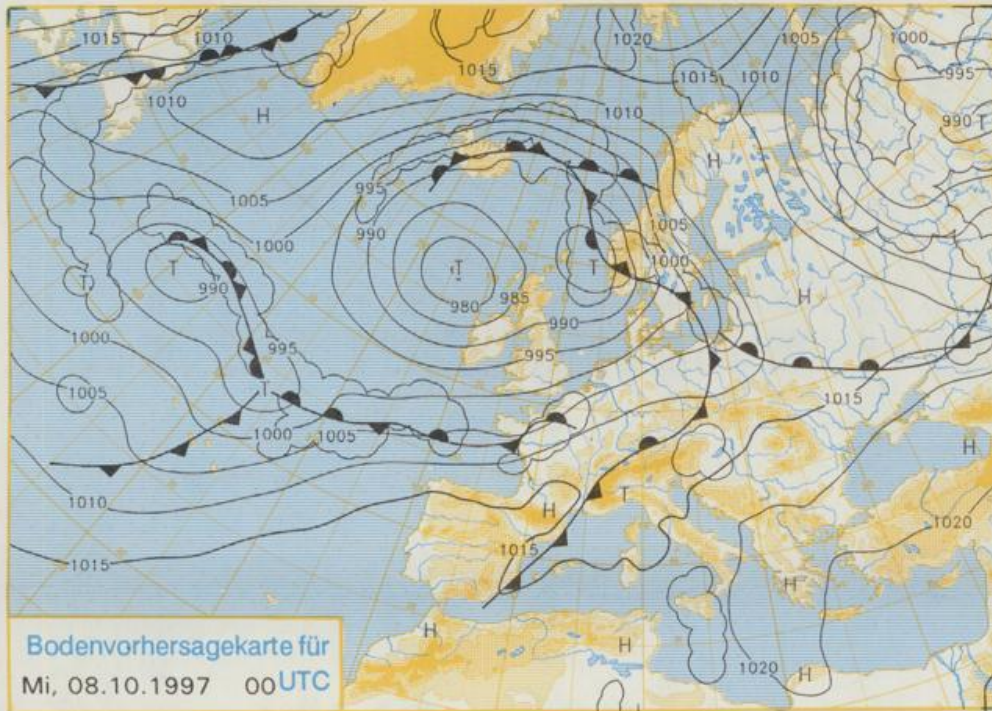 1015 1010 1020 1005 1000
1015 1015 1010 995
1010 H 1010 990 T
H
995
1005 1005
990
1000 1000
T T 990 T T H
980 985
1000 995 990
995
1005 T 1015
1000 1005
H
1010 T
H 1020
1015
1015
H
H H
1020 H
Bodenvorhersagekarte für
Mi, 08.10.1997 00 UTC